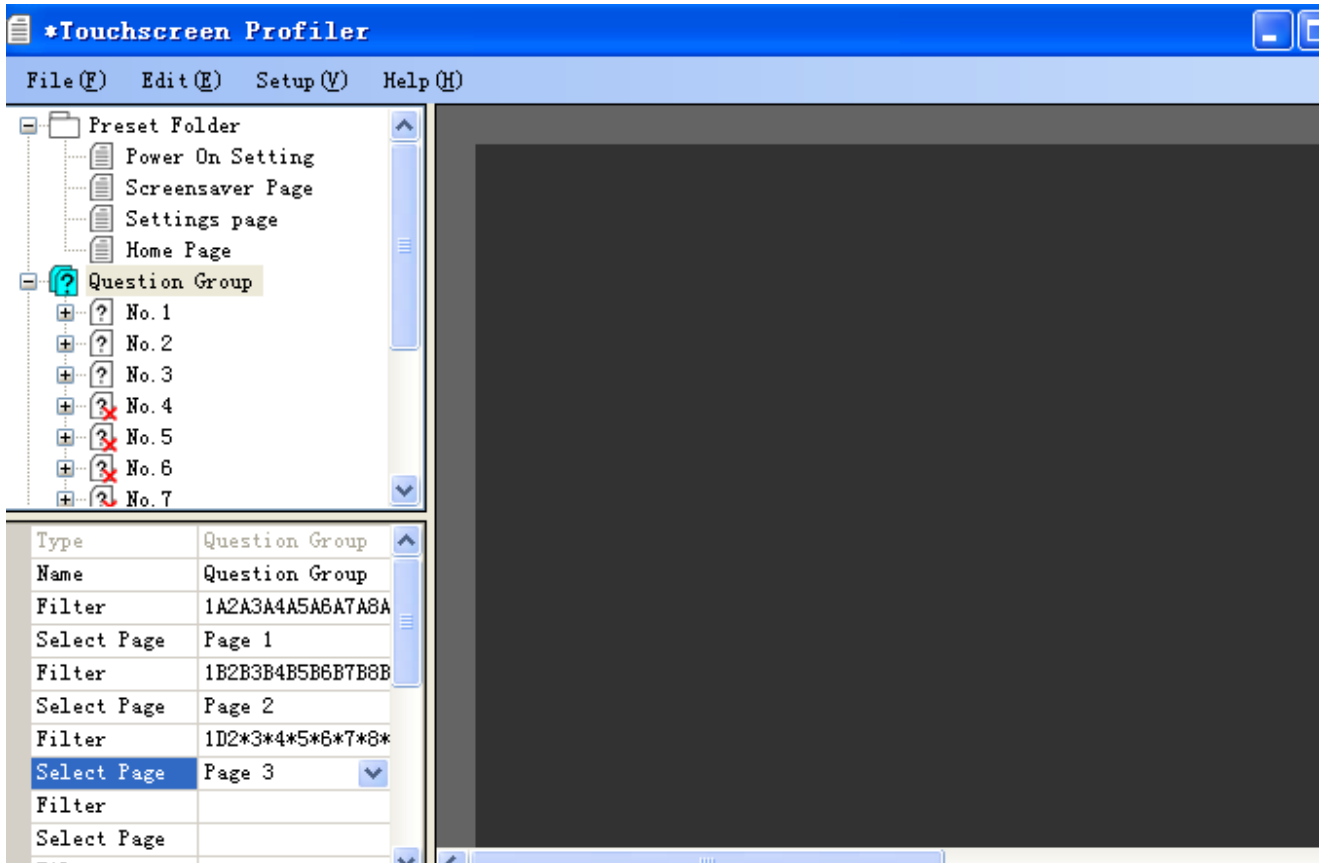 *Touchscreen Profiler
File(F) Edit(E) Setup(V) Help(H)
Preset Folder
Power On Setting
Screensaver Page
Settings page
Home Page
Question Group
No.1
No.2
No.3
No.4
No.5
No.6
No.7
Type Question Group
Name Question Group
Filter 1A2A3A4A5A6A7A8A
Select Page Page 1
Filter 1B2B3B4B5B6B7B8B
Select Page Page 2
Filter 1D2*3*4*5*6*7*8*
Select Page Page 3
Filter
Select Page